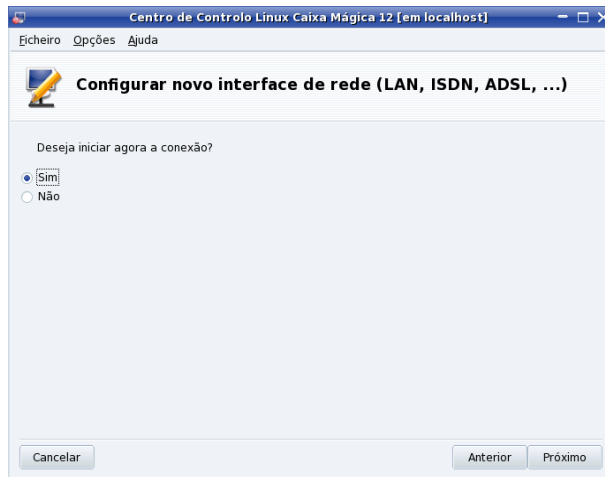 Centro de Controlo Linux Caixa Mágica 12 [em localhost]
Ficheiro Opções Ajuda
Configurar novo interface de rede (LAN, ISDN, ADSL, ...)
Deseja iniciar agora a conexão?
Sim
Não
Cancelar Anterior Próximo